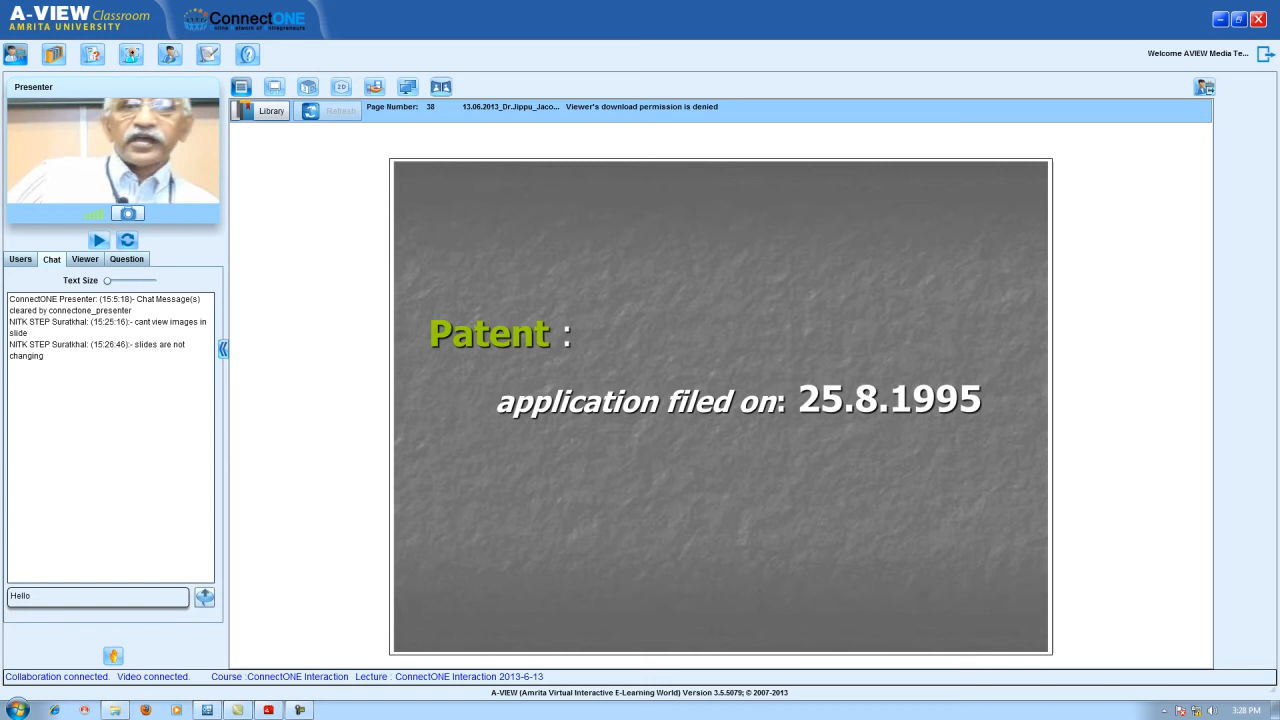 A-VIEW Classroom
AMRITA UNIVERSITY
ConnectONE
Welcome AVIEW Media Te...
Presenter
Library
Refresh
Page Number: 38
13.06.2013_Dr.Jippu_Jaco...
Viewer's download permission is denied
Users
Chat
Viewer
Question
Text Size
ConnectONE Presenter: (15:5:18)- Chat Message(s)
cleared by connectone_presenter
NITK STEP Suratkhal: (15:25:16):- cant view images in
slide
NITK STEP Suratkhal: (15:26:46):- slides are not
changing
Patent :
application filed on: 25.8.1995
Hello
Collaboration connected. Video connected. Course :ConnectONE Interaction Lecture : ConnectONE Interaction 2013-6-13
A-VIEW (Amrita Virtual Interactive E-Learning World) Version 3.5.5079; © 2007-2013
3:28 PM